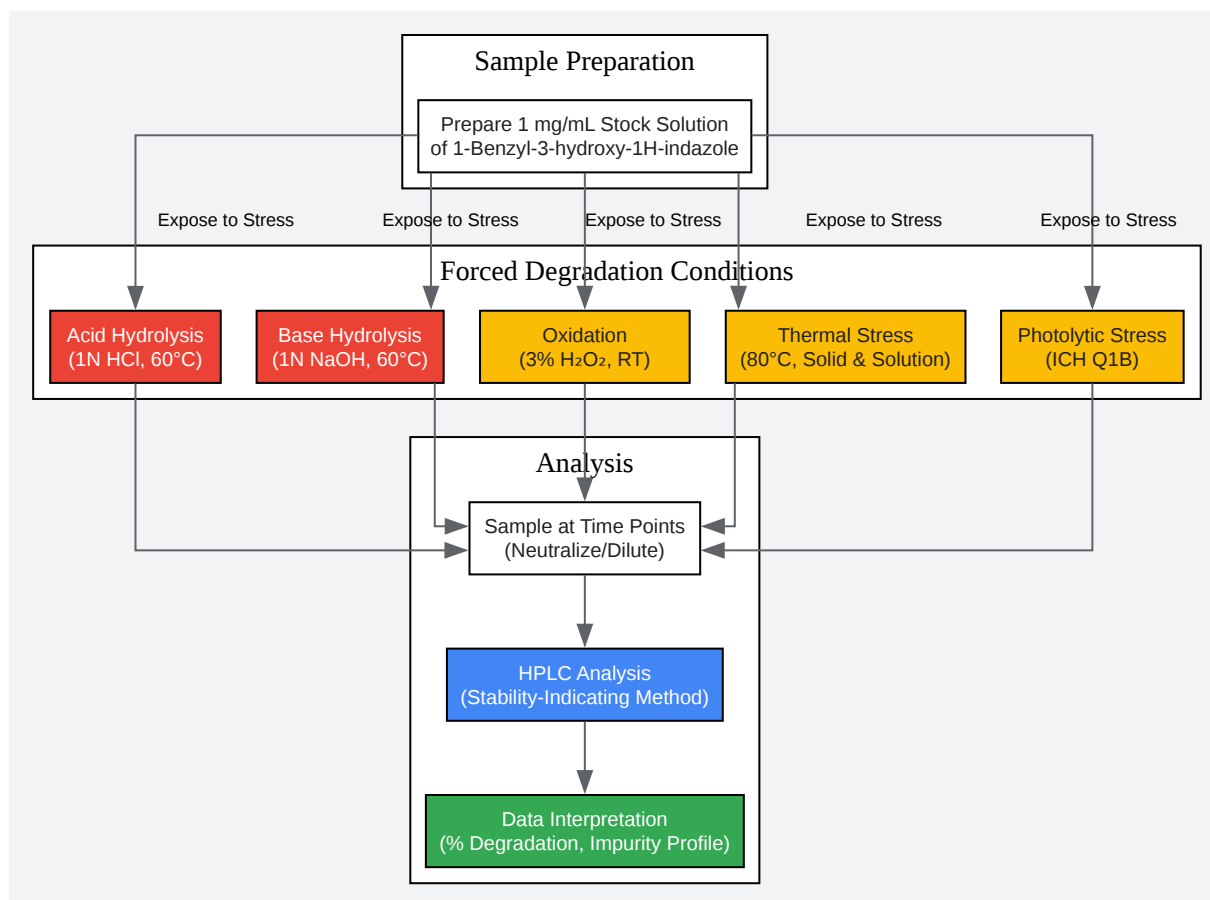 Sample Preparation
Prepare 1 mg/mL Stock Solution
of 1-Benzyl-3-hydroxy-1H-indazole
Expose to Stress
Expose to Stress
Expose to Stress
Expose to Stress
Expose to Stress
Forced Degradation Conditions
Acid Hydrolysis
(1N HCl, 60°C)
Base Hydrolysis
(1N NaOH, 60°C)
Oxidation
(3% H₂O₂, RT)
Thermal Stress
(80°C, Solid & Solution)
Photolytic Stress
(ICH Q1B)
Analysis
Sample at Time Points
(Neutralize/Dilute)
HPLC Analysis
(Stability-Indicating Method)
Data Interpretation
(% Degradation, Impurity Profile)